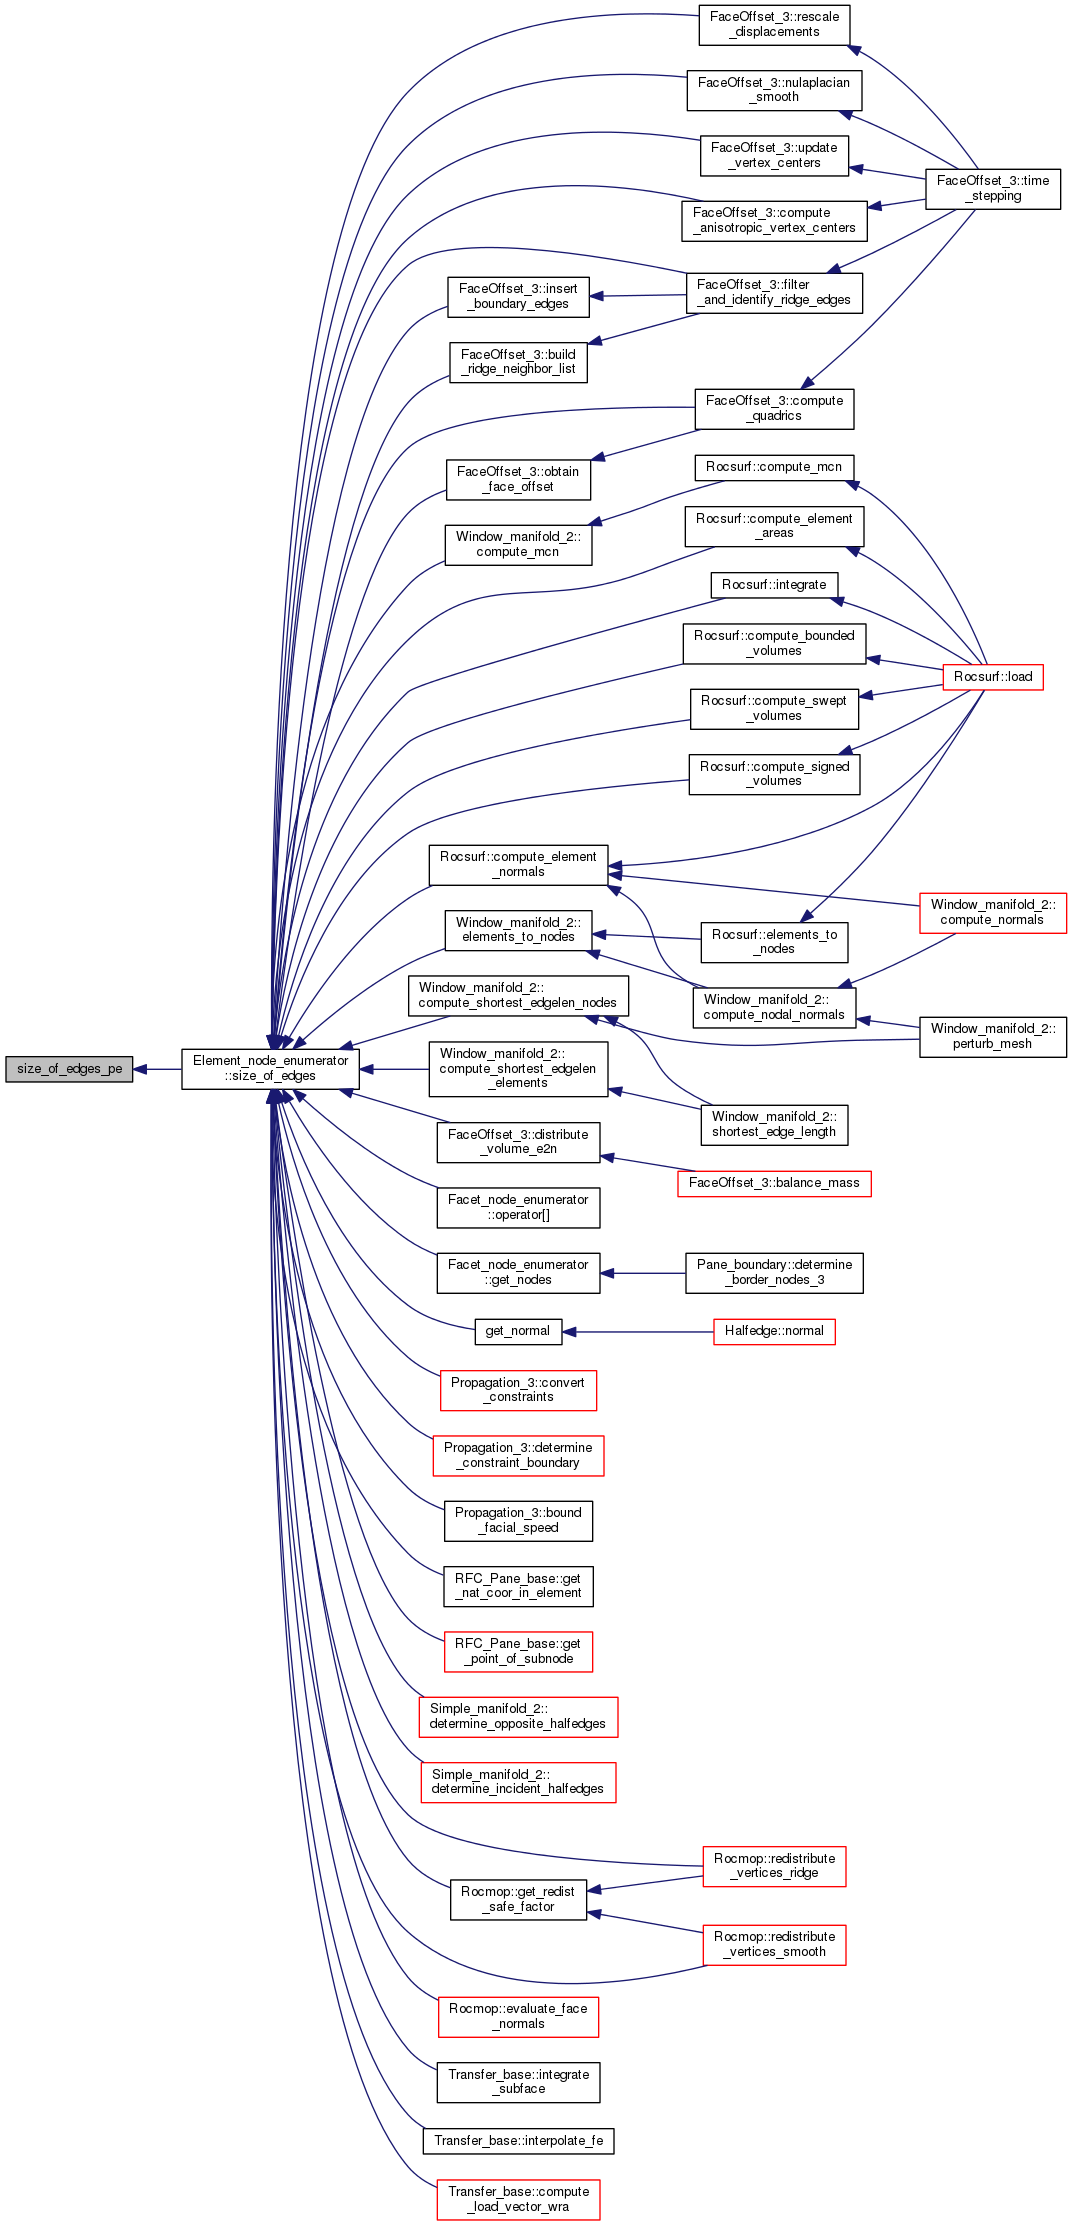 FaceOffset_3::rescale
_displacements
FaceOffset_3::nulaplacian
_smooth
FaceOffset_3::update
_vertex_centers
FaceOffset_3::time
_stepping
FaceOffset_3::compute
_anisotropic_vertex_centers
FaceOffset_3::insert
_boundary_edges
FaceOffset_3::filter
_and_identify_ridge_edges
FaceOffset_3::build
_ridge_neighbor_list
FaceOffset_3::compute
_quadrics
FaceOffset_3::obtain
_face_offset
Rocsurf::compute_mcn
Window_manifold_2::
compute_mcn
Rocsurf::compute_element
_areas
Rocsurf::integrate
Rocsurf::compute_bounded
_volumes
Rocsurf::load
Rocsurf::compute_swept
_volumes
Rocsurf::compute_signed
_volumes
Rocsurf::compute_element
_normals
Window_manifold_2::
compute_normals
Window_manifold_2::
elements_to_nodes
Rocsurf::elements_to
_nodes
Window_manifold_2::
compute_shortest_edgelen_nodes
Window_manifold_2::
compute_nodal_normals
Window_manifold_2::
perturb_mesh
size_of_edges_pe
Element_node_enumerator
::size_of_edges
Window_manifold_2::
compute_shortest_edgelen
_elements
Window_manifold_2::
shortest_edge_length
FaceOffset_3::distribute
_volume_e2n
FaceOffset_3::balance_mass
Facet_node_enumerator
::operator[]
Facet_node_enumerator
::get_nodes
Pane_boundary::determine
_border_nodes_3
get_normal
Halfedge::normal
Propagation_3::convert
_constraints
Propagation_3::determine
_constraint_boundary
Propagation_3::bound
_facial_speed
RFC_Pane_base::get
_nat_coor_in_element
RFC_Pane_base::get
_point_of_subnode
Simple_manifold_2::
determine_opposite_halfedges
Simple_manifold_2::
determine_incident_halfedges
Rocmop::redistribute
_vertices_ridge
Rocmop::get_redist
_safe_factor
Rocmop::redistribute
_vertices_smooth
Rocmop::evaluate_face
_normals
Transfer_base::integrate
_subface
Transfer_base::interpolate_fe
Transfer_base::compute
_load_vector_wra